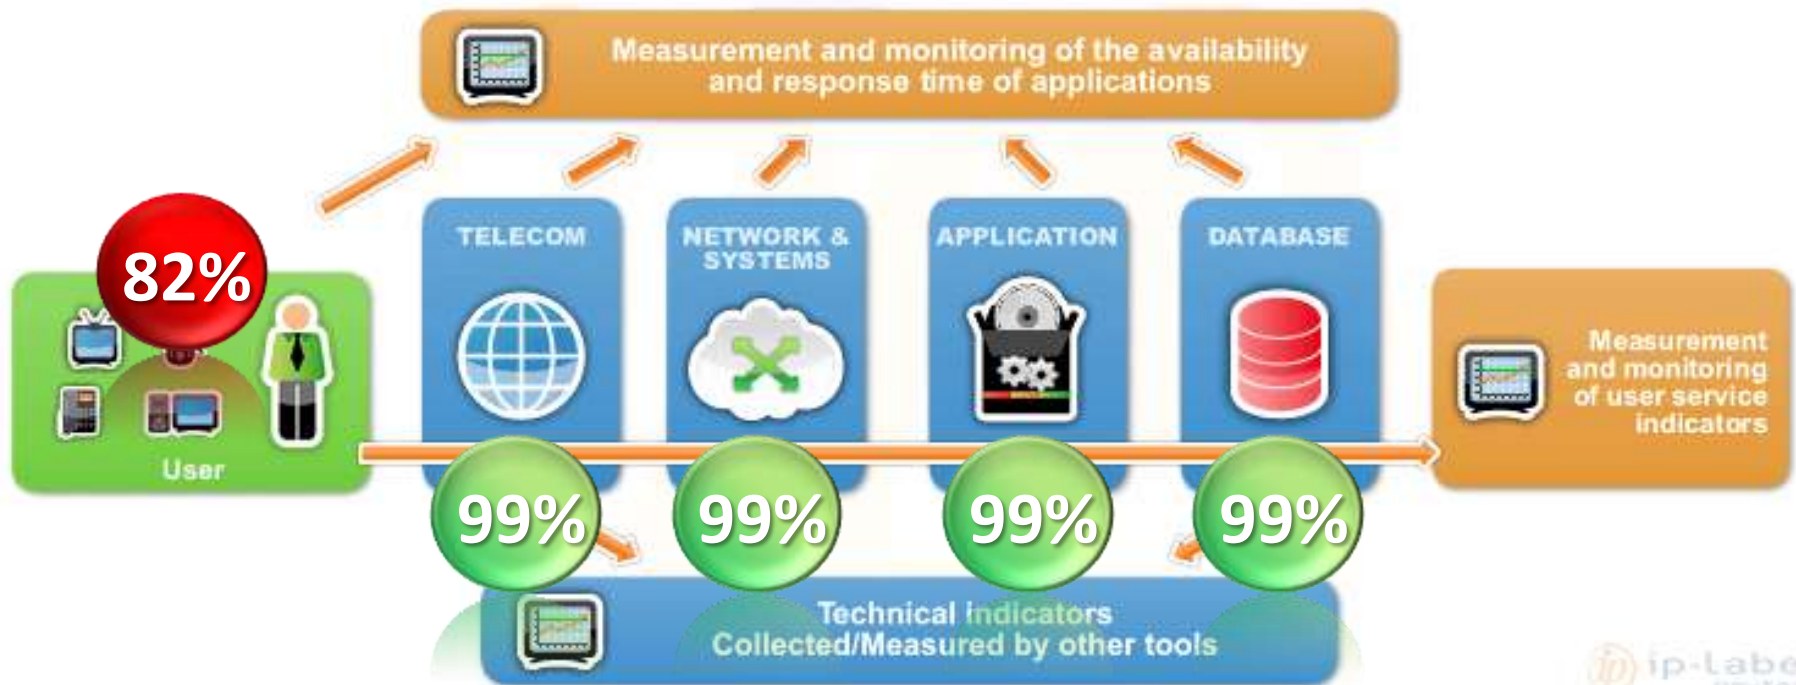 Measurement and monitoring of the availability
and response time of applications
82%
TELECOM
NETWORK &
SYSTEMS
APPLICATION
DATABASE
User
Measurement
and monitoring
of user service
indicators
99%
99%
99%
99%
Technical indicators
Collected/Measured by other tools
ip-Labe